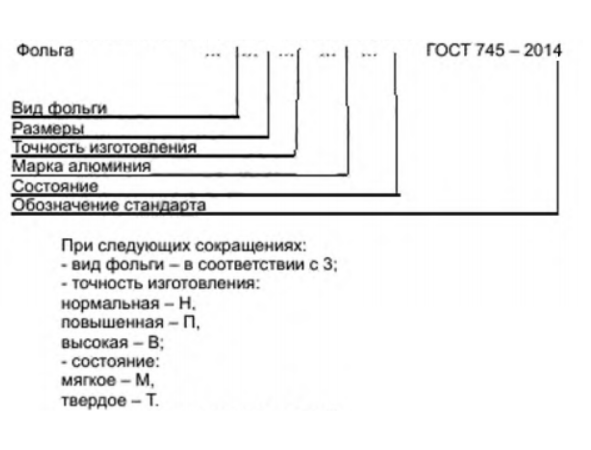 Фольга ... ... ... ... ... ГОСТ 745 – 2014
Вид фольги
Размеры
Точность изготовления
Марка алюминия
Состояние
Обозначение стандарта
При следующих сокращениях:
- вид фольги – в соответствии с 3;
- точность изготовления:
нормальная – Н,
повышенная – П,
высокая – В;
- состояние:
мягкое – М,
твердое – Т.